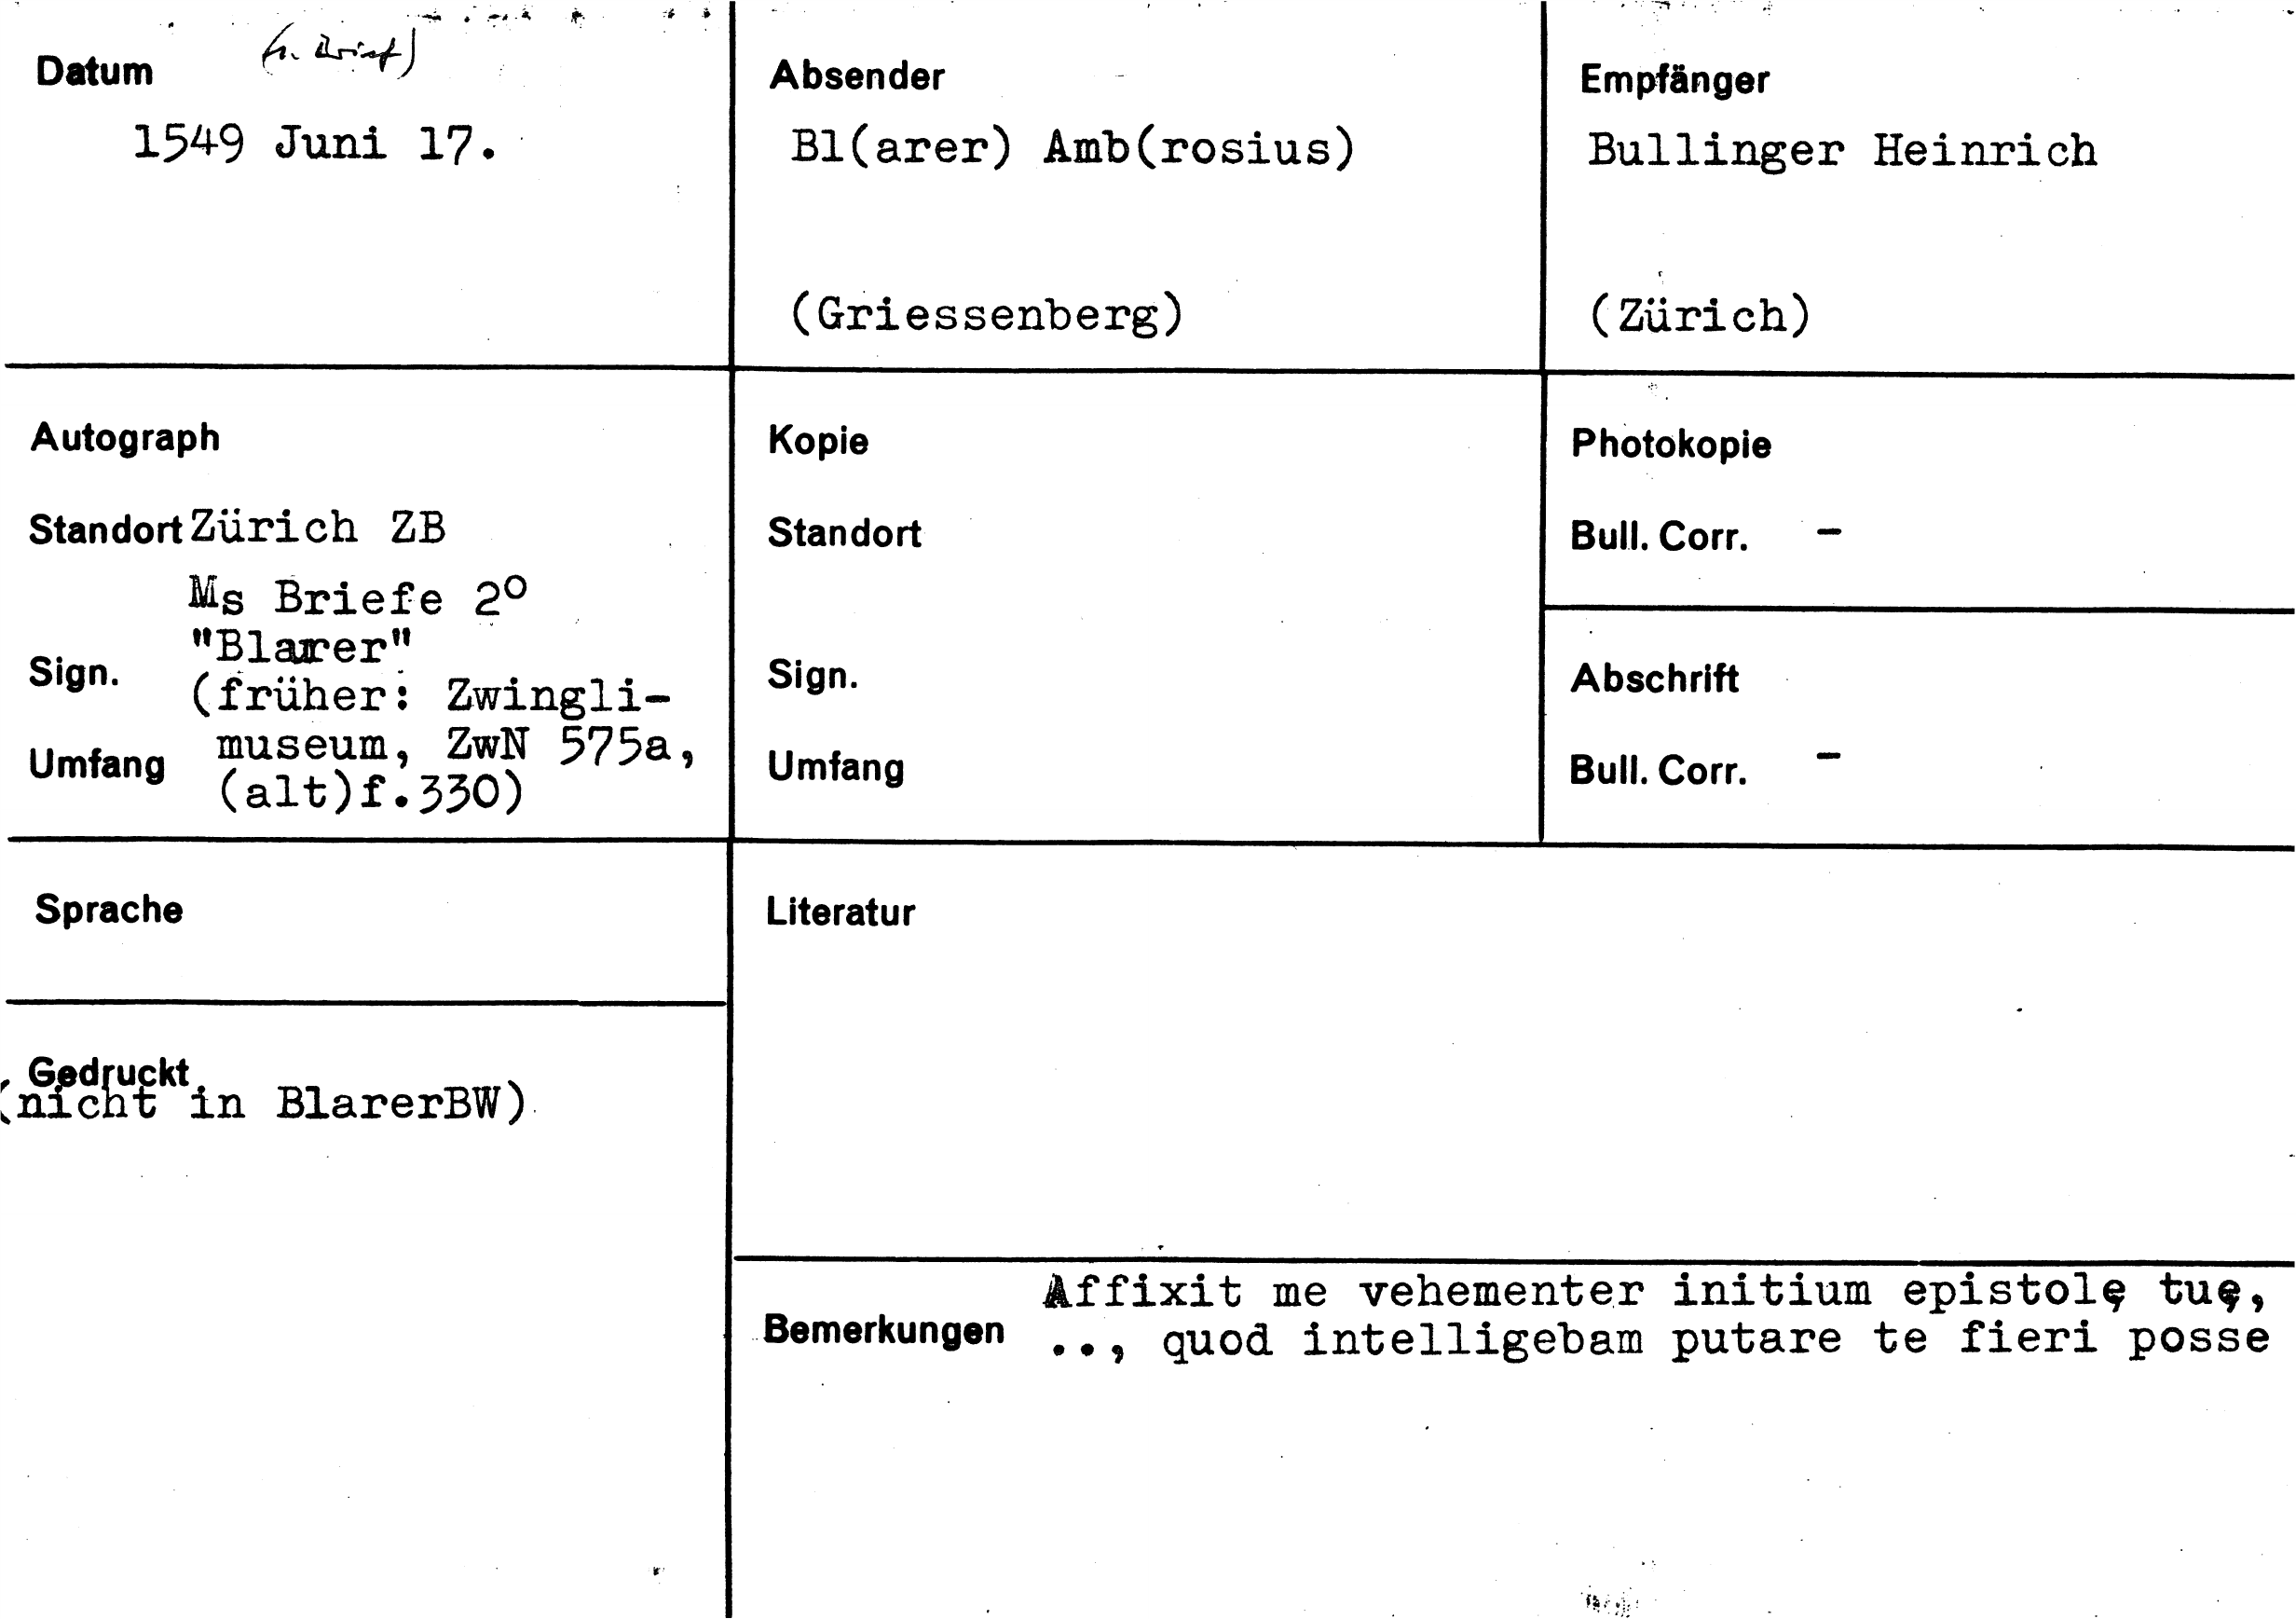 Datum
1549 Juni 17.
Absender
Bl(arer) Amb(rosius)
(Griessenberg)
Empfänger
Bullinger Heinrich
(Zürich)
Autograph
Standort Zürich ZB
Ms Briefe 2º
"Blarer"
Sign.
(früher: Zwingli-
museum, ZwN 575a,
Umfang
(alt)f.330)
Kopie
Standort
Sign.
Umfang
Photokopie
Bull. Corr. -
Abschrift
Bull. Corr. -
Sprache
Gedruckt
(nicht in BlarerBW)
Literatur
Bemerkungen
Affixit me vehementer initium epistolę tuę,
.., quod intelligebam putare te fieri posse